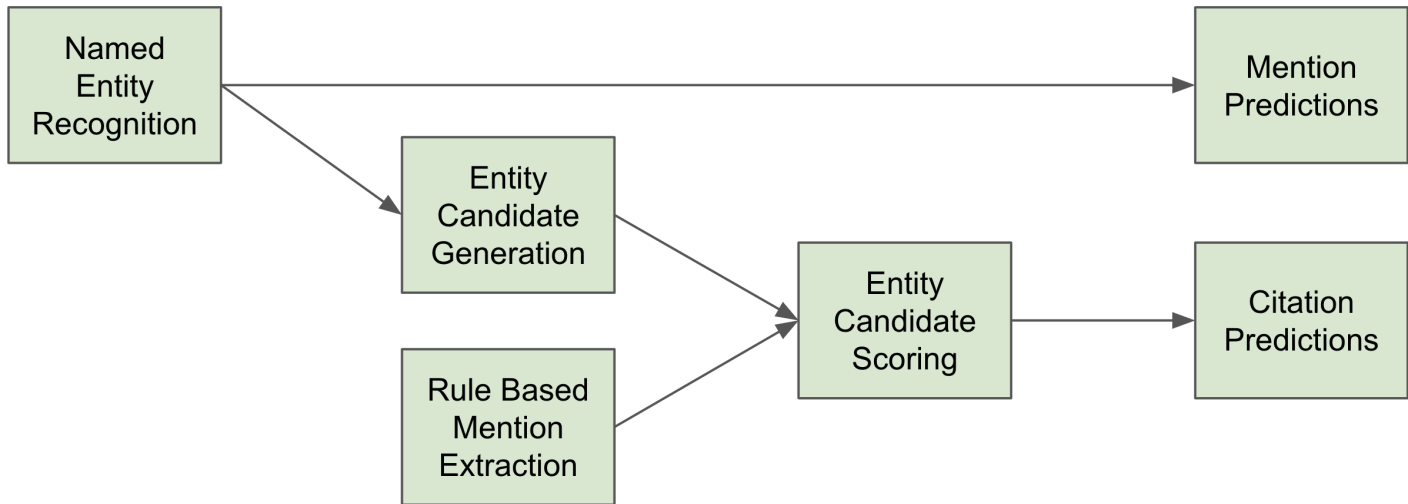 Named
Entity
Recognition
Mention
Predictions
Entity
Candidate
Generation
Entity
Candidate
Scoring
Citation
Predictions
Rule Based
Mention
Extraction